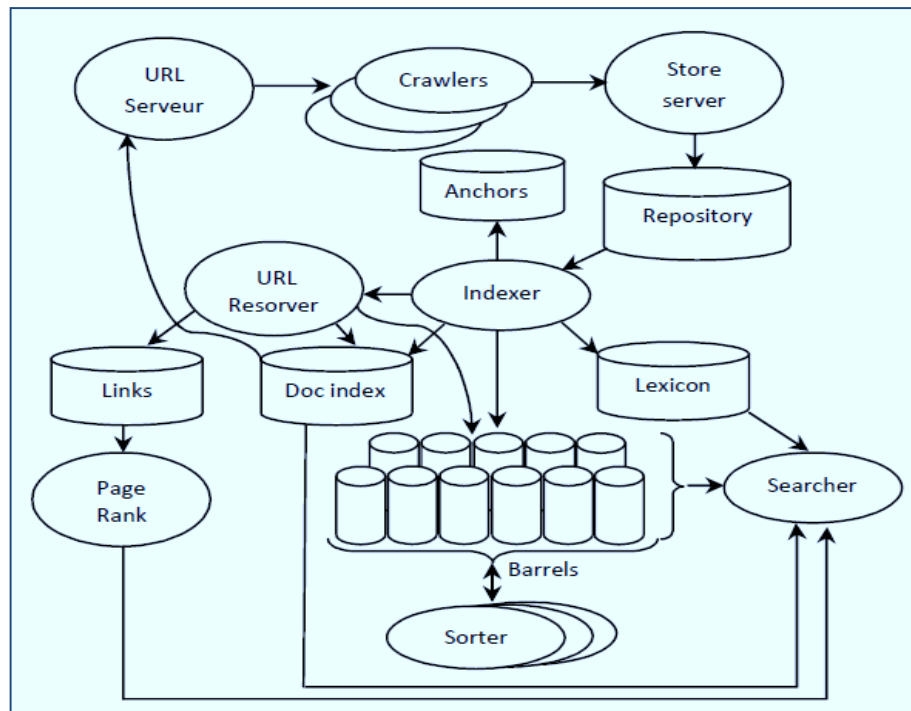 URL
Serveur
Crawlers
Store
server
Anchors
Repository
URL
Resorver
Indexer
Links
Doc index
Lexicon
Page
Rank
Searcher
Barrels
Sorter